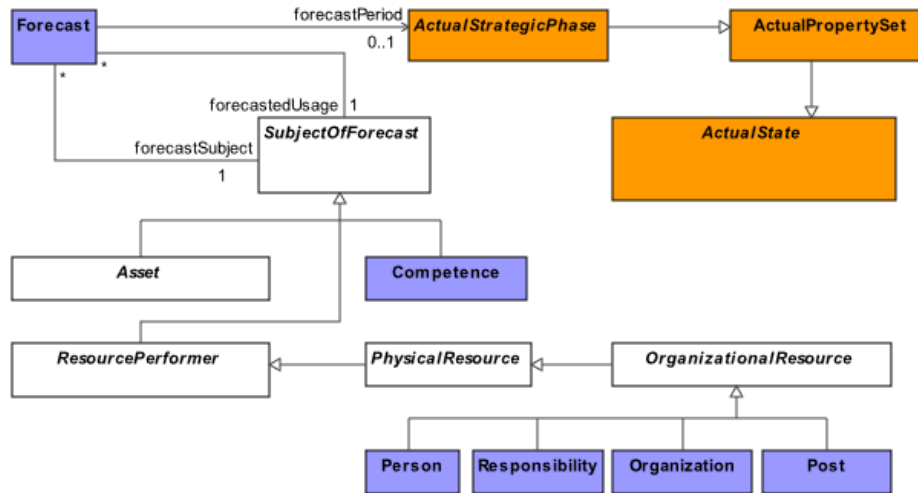 Forecast
forecastPeriod
0..1
ActualStrategicPhase
ActualPropertySet
*
*
forecastedUsage
1
SubjectOfForecast
forecastSubject
1
ActualState
Asset
Competence
ResourcePerformer
PhysicalResource
OrganizationalResource
Person
Responsibility
Organization
Post